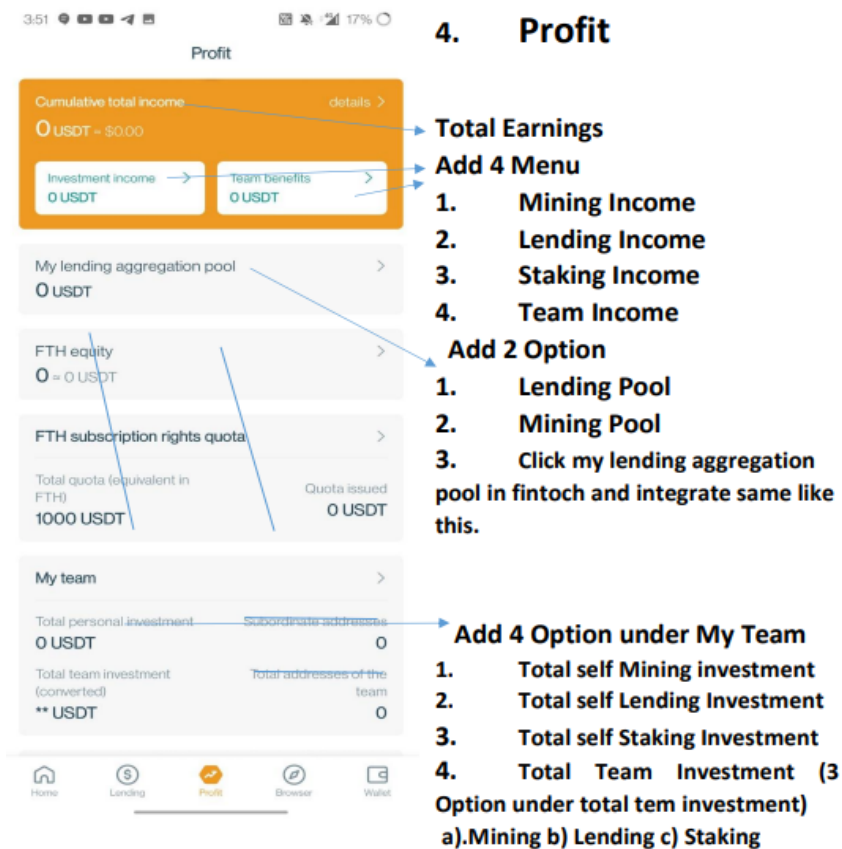 3:51 17%
Profit
Cumulative total income details >
0 USDT ≈ $0.00
Investment income > Team benefits >
0 USDT 0 USDT
My lending aggregation pool >
0 USDT
FTH equity >
0 ≈ 0 USDT
FTH subscription rights quota >
Total quota (equivalent in
FTH) Quota issued
1000 USDT 0 USDT
My team >
Total personal investment Subordinate addresses
0 USDT 0
Total team investment Total addresses of the
(converted) team
** USDT 0
Home Lending Profit Browser Wallet
4. Profit
Total Earnings
Add 4 Menu
1. Mining Income
2. Lending Income
3. Staking Income
4. Team Income
Add 2 Option
1. Lending Pool
2. Mining Pool
3. Click my lending aggregation
pool in fintoch and integrate same like
this.
Add 4 Option under My Team
1. Total self Mining investment
2. Total self Lending Investment
3. Total self Staking Investment
4. Total Team Investment (3
Option under total tem investment)
a).Mining b) Lending c) Staking